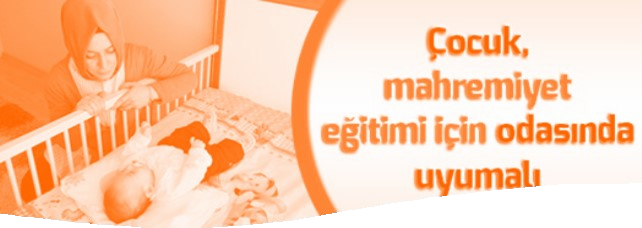 Çocuk,
mahremiyet
eğitimi için odasında
uyumalı